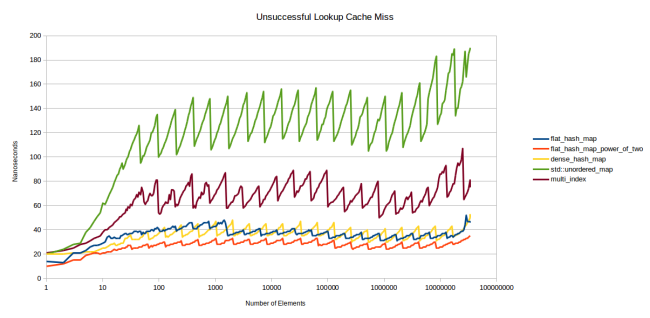 Unsuccessful Lookup Cache Miss
200
180
160
140
120
100
80
60
40
20
0
Nanoseconds
1 10 100 1000 10000 100000 1000000 10000000 100000000
Number of Elements
flat_hash_map
flat_hash_map_power_of_two
dense_hash_map
std::unordered_map
multi_index